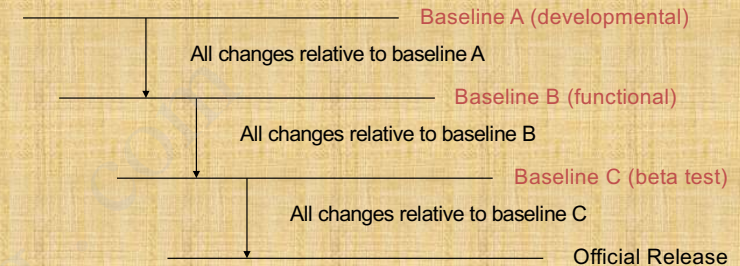 Baseline A (developmental)
All changes relative to baseline A
Baseline B (functional)
All changes relative to baseline B
Baseline C (beta test)
All changes relative to baseline C
Official Release